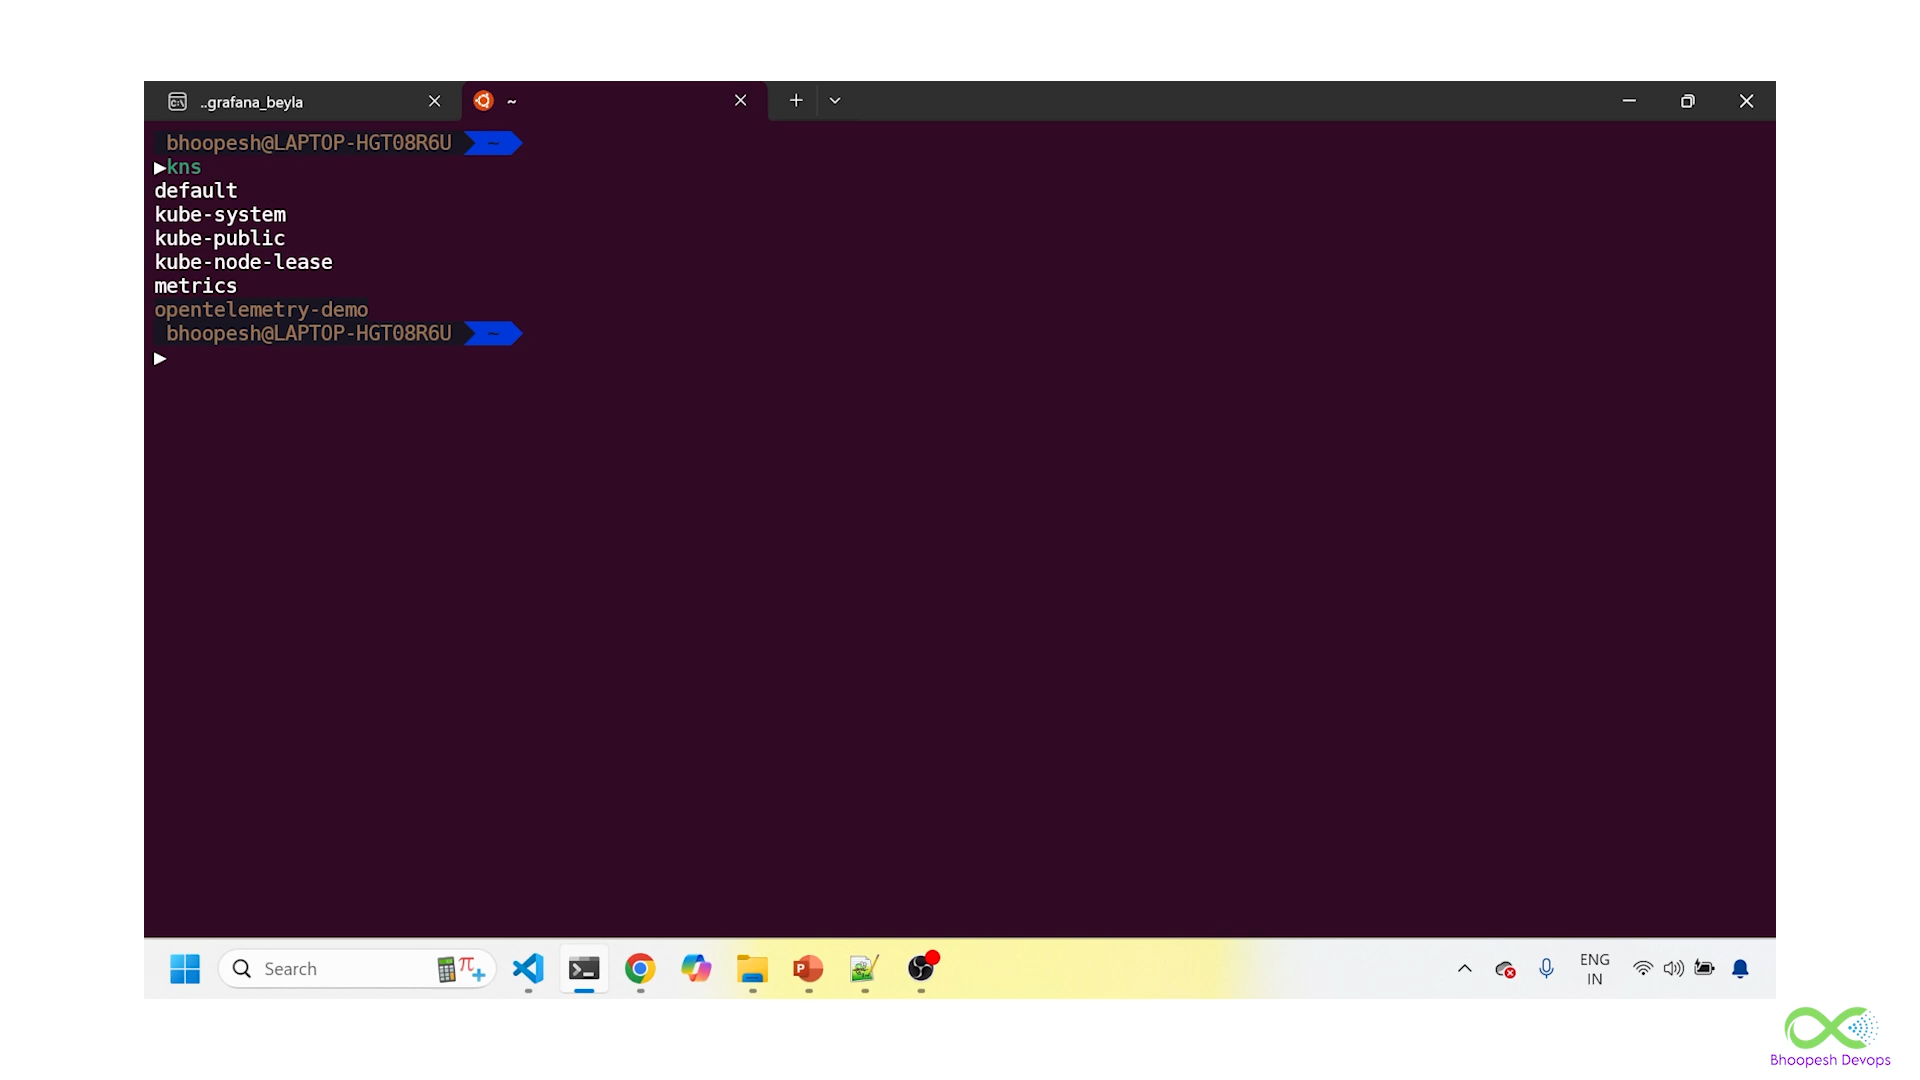 ..grafana_beyla
~
bhoopesh@LAPTOP-HGT08R6U ~
▶kns
default
kube-system
kube-public
kube-node-lease
metrics
opentelemetry-demo
bhoopesh@LAPTOP-HGT08R6U ~
▶
Search
ENG
IN
Bhoopesh Devops